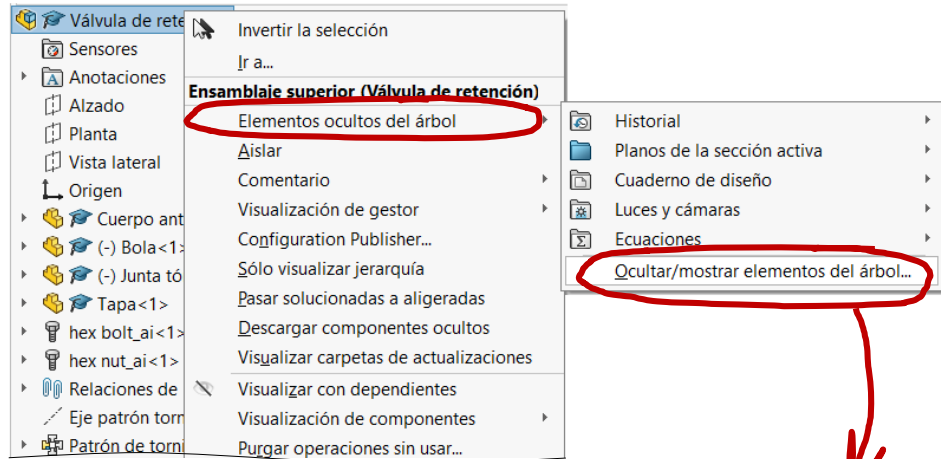 Válvula de rete
Sensores
Anotaciones
Alzado
Planta
Vista lateral
Origen
Cuerpo ant
(-) Bola<1>
(-) Junta tó
Tapa<1>
hex bolt_ai<1>
hex nut_ai<1>
Relaciones de
Eje patrón torn
Patrón de torni
Invertir la selección
Ir a...
Ensamblaje superior (Válvula de retención)
Elementos ocultos del árbol
Aislar
Comentario
Visualización de gestor
Configuration Publisher...
Sólo visualizar jerarquía
Pasar solucionadas a aligeradas
Descargar componentes ocultos
Visualizar carpetas de actualizaciones
Visualizar con dependientes
Visualización de componentes
Purgar operaciones sin usar...
Historial
Planos de la sección activa
Cuaderno de diseño
Luces y cámaras
Ecuaciones
Ocultar/mostrar elementos del árbol...